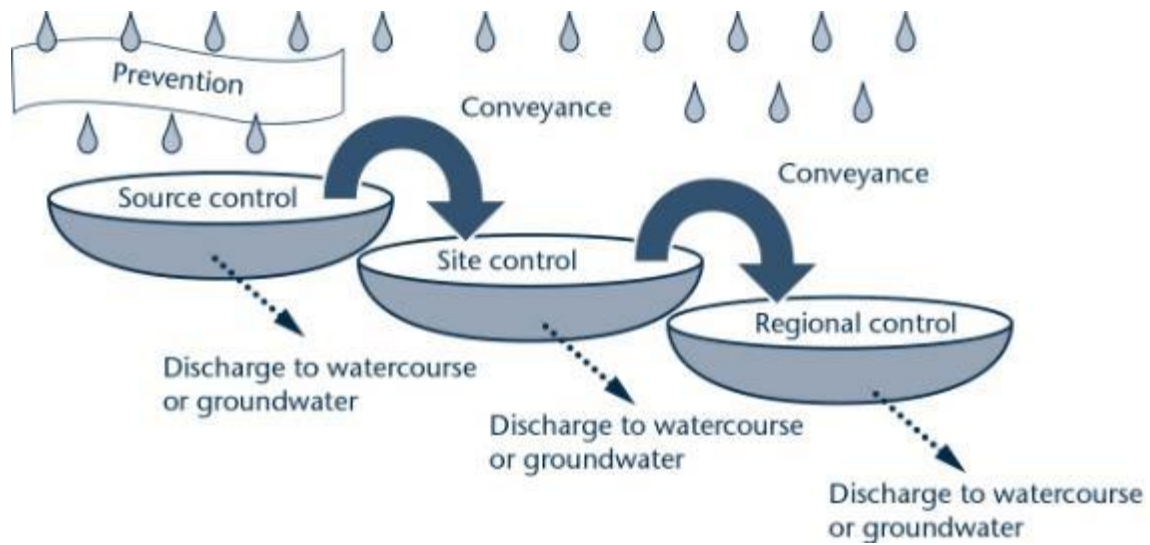 Prevention
Conveyance
Conveyance
Source control
Site control
Regional control
Discharge to watercourse
or groundwater
Discharge to watercourse
or groundwater
Discharge to watercourse
or groundwater